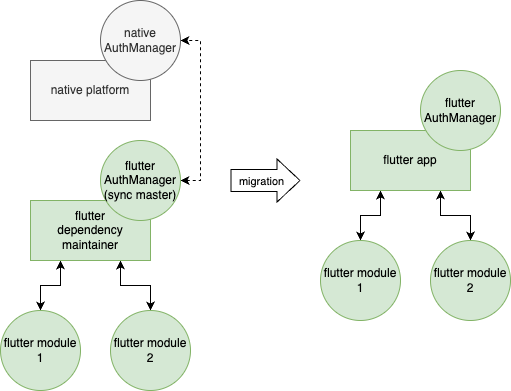 native
AuthManager
native platform
flutter
AuthManager
(sync master)
flutter
dependency
maintainer
flutter module
1
flutter module
2
migration
flutter
AuthManager
flutter app
flutter module
1
flutter module
2